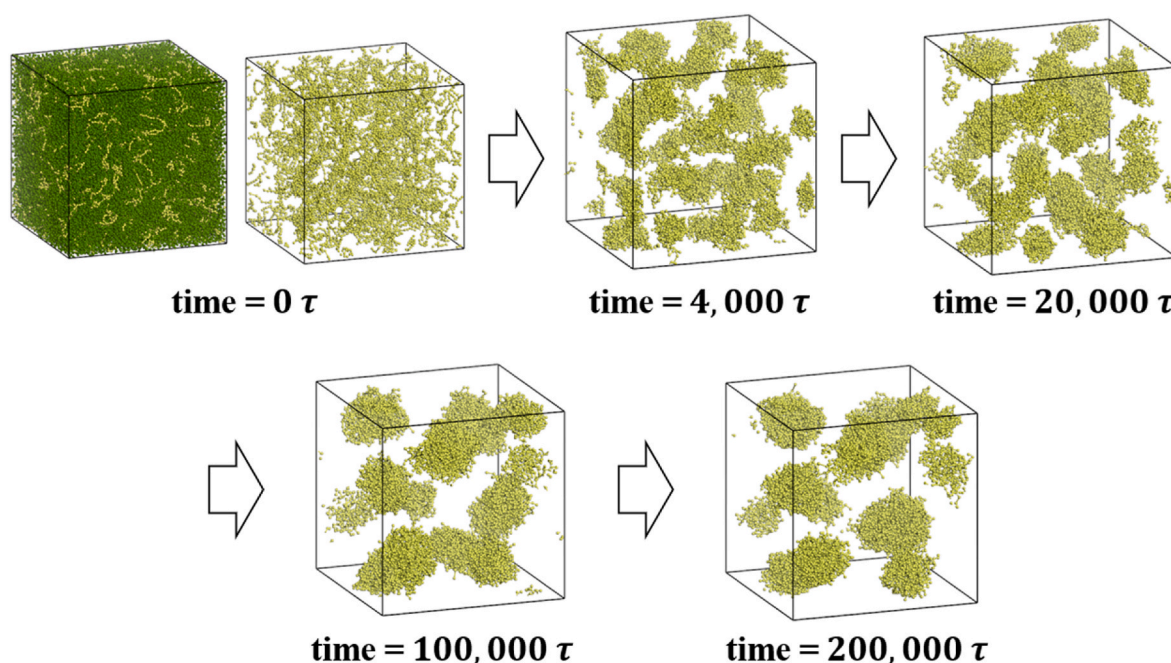 time = 0 τ
time = 4,000 τ
time = 20,000 τ
time = 100,000 τ
time = 200,000 τ